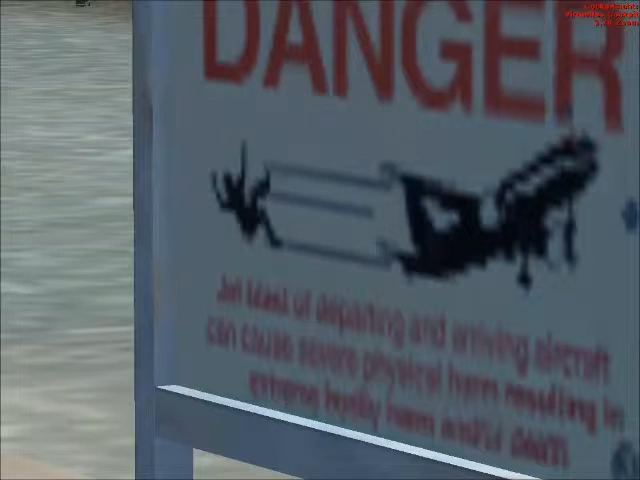 DANGER
Jet blast of departing and arriving aircraft
can cause severe physical harm resulting in
extreme bodily harm and/or death